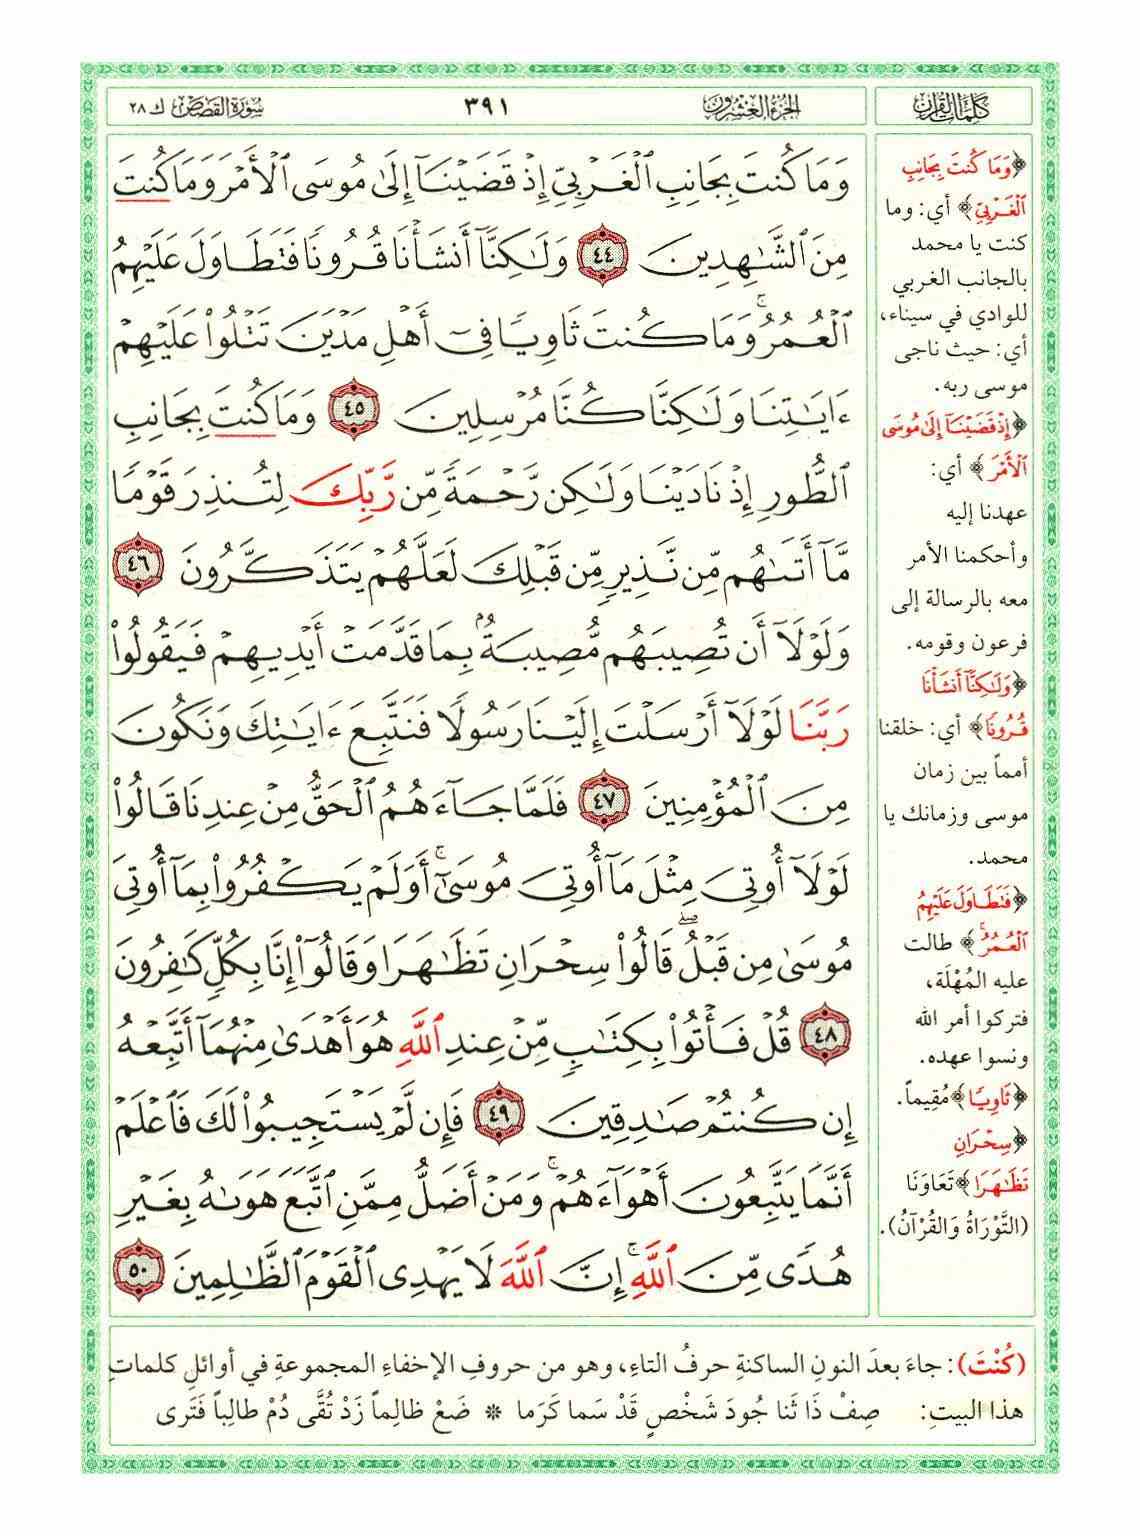 كلمات القرآن
الجزء العشرون
٣٩١
سورة القصص ك ٢٨
وَمَا كُنتَ بِجَانِبِ ٱلْغَرْبِيِّ إِذْ قَضَيْنَآ إِلَىٰ مُوسَى ٱلْأَمْرَ وَمَا كُنتَ
مِنَ ٱلشَّٰهِدِينَ ٤٤ وَلَٰكِنَّآ أَنشَأْنَا قُرُونًا فَتَطَاوَلَ عَلَيْهِمُ
ٱلْعُمُرُ ۚ وَمَا كُنتَ ثَاوِيًا فِىٓ أَهْلِ مَدْيَنَ تَتْلُوا۟ عَلَيْهِمْ
ءَايَٰتِنَا وَلَٰكِنَّا كُنَّا مُرْسِلِينَ ٤٥ وَمَا كُنتَ بِجَانِبِ
ٱلطُّورِ إِذْ نَادَيْنَا وَلَٰكِن رَّحْمَةً مِّن رَّبِّكَ لِتُنذِرَ قَوْمًا
مَّآ أَتَىٰهُم مِّن نَّذِيرٍ مِّن قَبْلِكَ لَعَلَّهُمْ يَتَذَكَّرُونَ ٤٦
وَلَوْلَآ أَن تُصِيبَهُم مُّصِيبَةٌۢ بِمَا قَدَّمَتْ أَيْدِيهِمْ فَيَقُولُوا۟
رَبَّنَا لَوْلَآ أَرْسَلْتَ إِلَيْنَا رَسُولًا فَنَتَّبِعَ ءَايَٰتِكَ وَنَكُونَ
مِنَ ٱلْمُؤْمِنِينَ ٤٧ فَلَمَّا جَآءَهُمُ ٱلْحَقُّ مِنْ عِندِنَا قَالُوا۟
لَوْلَآ أُوتِىَ مِثْلَ مَآ أُوتِىَ مُوسَىٰٓ ۚ أَوَلَمْ يَكْفُرُوا۟ بِمَآ أُوتِىَ
مُوسَىٰ مِن قَبْلُ ۖ قَالُوا۟ سِحْرَانِ تَظَٰهَرَا وَقَالُوٓا۟ إِنَّا بِكُلٍّ كَٰفِرُونَ
٤٨ قُلْ فَأْتُوا۟ بِكِتَٰبٍ مِّنْ عِندِ ٱللَّهِ هُوَ أَهْدَىٰ مِنْهُمَآ أَتَّبِعْهُ
إِن كُنتُمْ صَٰدِقِينَ ٤٩ فَإِن لَّمْ يَسْتَجِيبُوا۟ لَكَ فَٱعْلَمْ
أَنَّمَا يَتَّبِعُونَ أَهْوَآءَهُمْ ۚ وَمَنْ أَضَلُّ مِمَّنِ ٱتَّبَعَ هَوَىٰهُ بِغَيْرِ
هُدًى مِّنَ ٱللَّهِ ۚ إِنَّ ٱللَّهَ لَا يَهْدِى ٱلْقَوْمَ ٱلظَّٰلِمِينَ ٥٠
﴿وَمَا كُنتَ بِجَانِبِ
ٱلْغَرْبِيِّ﴾ أي: وما
كنت يا محمد
بالجانب الغربي
للوادي في سيناء،
أي: حيث ناجى
موسى ربه.
﴿إِذْ قَضَيْنَآ إِلَىٰ مُوسَى
ٱلْأَمْرَ﴾ أي:
عهدنا إليه
وأحكمنا الأمر
معه بالرسالة إلى
فرعون وقومه.
﴿وَلَٰكِنَّآ أَنشَأْنَا
قُرُونًا﴾ أي: خلقنا
أمماً بين زمان
موسى وزمانك يا
محمد.
﴿فَتَطَاوَلَ عَلَيْهِمُ
ٱلْعُمُرُ ۚ﴾ طالت
عليه المُهْلَة،
فتركوا أمر الله
ونسوا عهده.
﴿ثَاوِيًا﴾ مُقِيماً.
﴿سِحْرَانِ
تَظَٰهَرَا﴾ تَعَاوَنَا
(التَّوْرَاةُ وَالقُرْآنُ).
(كُنْتَ): جاءَ بعدَ النونِ الساكنةِ حرفُ التاءِ، وهو من حروفِ الإخفاءِ المجموعةِ في أوائلِ كلماتِ
هذا البيتِ: صِفْ ذَا ثَنا جُودَ شَخْصٍ قَدْ سَما كَرَما * ضَعْ ظالِماً زَدْ تُقًى دُمْ طالِباً فَتَرى